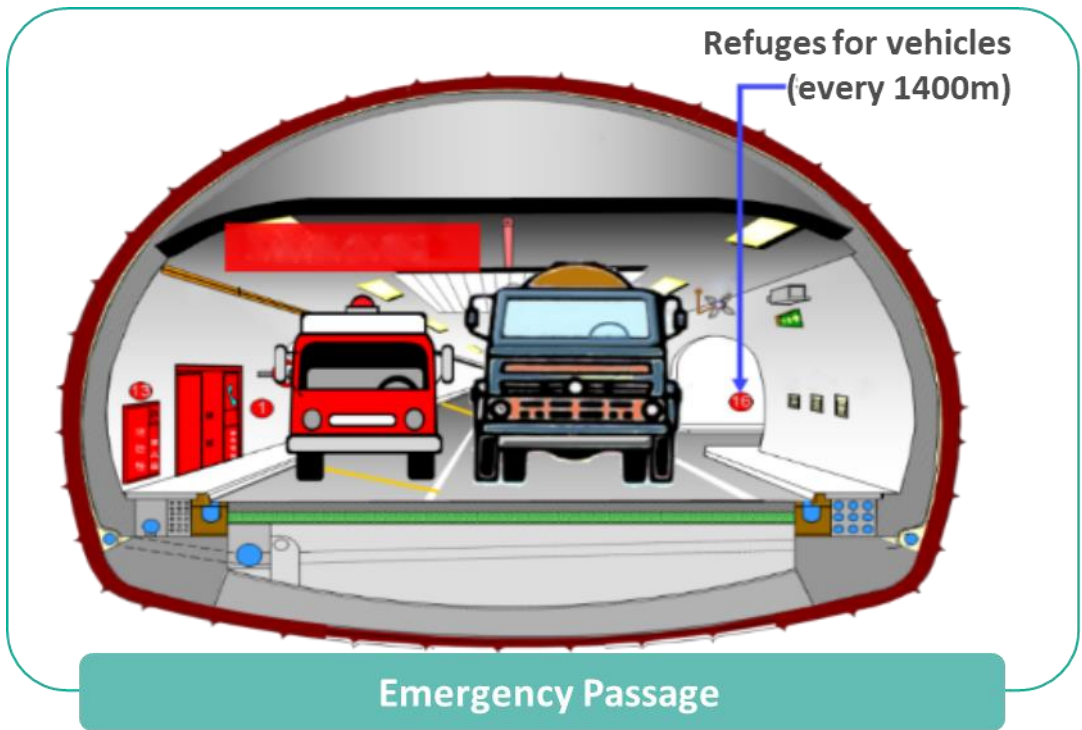 Refuges for vehicles
(every 1400m)
13
1
16
Emergency Passage